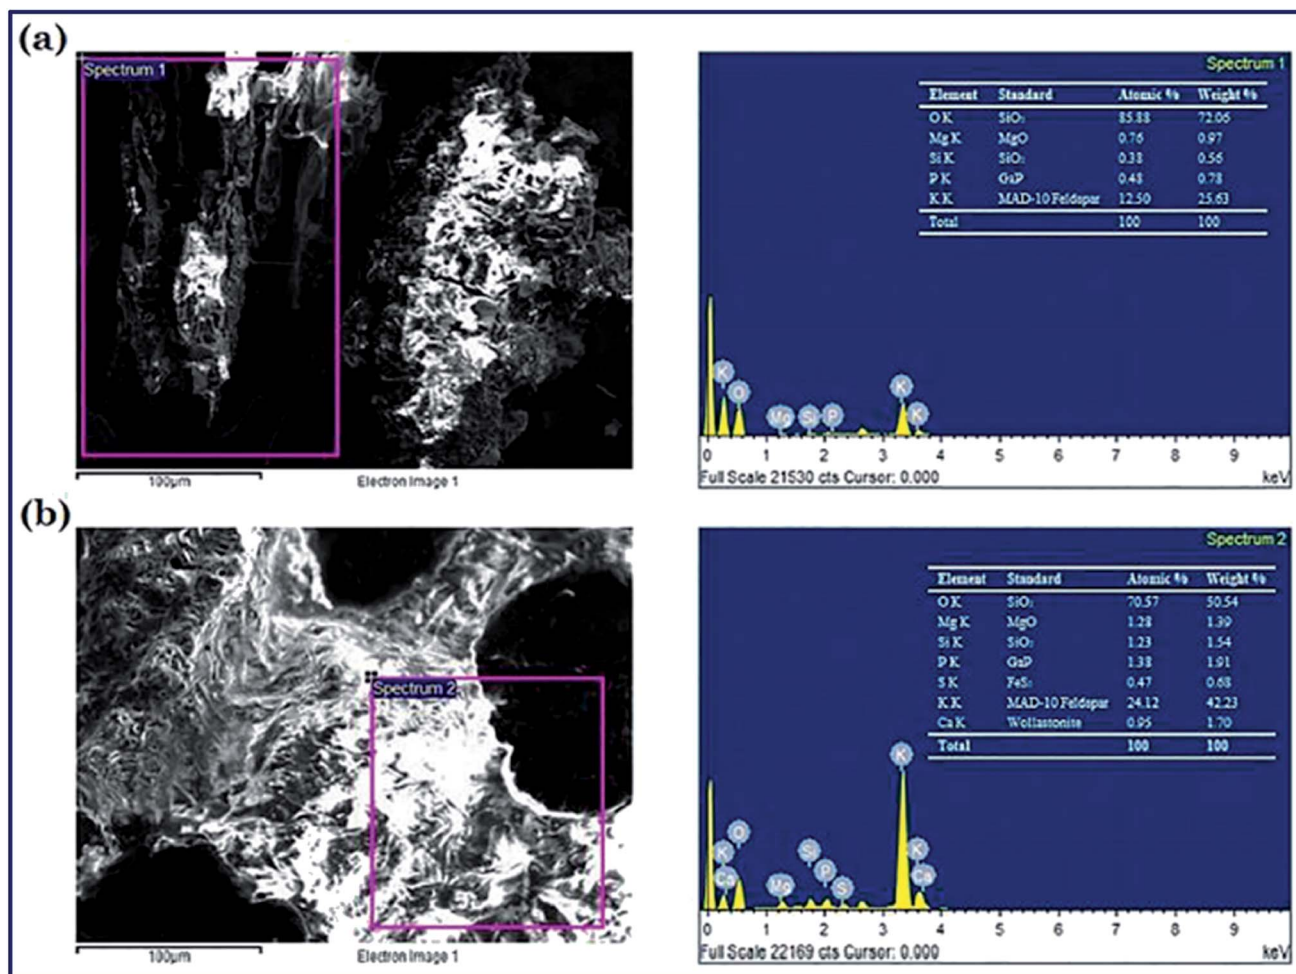 (a)
Spectrum 1
100μm
Electron Image 1
Spectrum 1
Element Standard Atomic % Weight %
O K SiO₂ 85.88 72.06
Mg K MgO 0.76 0.97
Si K SiO₂ 0.38 0.56
P K GaP 0.48 0.78
K K MAD-10 Feldspar 12.50 25.63
Total 100 100
K O Mg Si P K K
0 1 2 3 4 5 6 7 8 9
Full Scale 21530 cts Cursor: 0.000 keV
(b)
Spectrum 2
100μm
Electron Image 1
Spectrum 2
Element Standard Atomic % Weight %
O K SiO₂ 70.57 50.54
Mg K MgO 1.28 1.39
Si K SiO₂ 1.23 1.54
P K GaP 1.38 1.91
S K FeS₂ 0.47 0.68
K K MAD-10 Feldspar 24.12 42.23
Ca K Wollastonite 0.95 1.70
Total 100 100
K
K O Si P K
Ca Mg S Ca
0 1 2 3 4 5 6 7 8 9
Full Scale 22169 cts Cursor: 0.000 keV